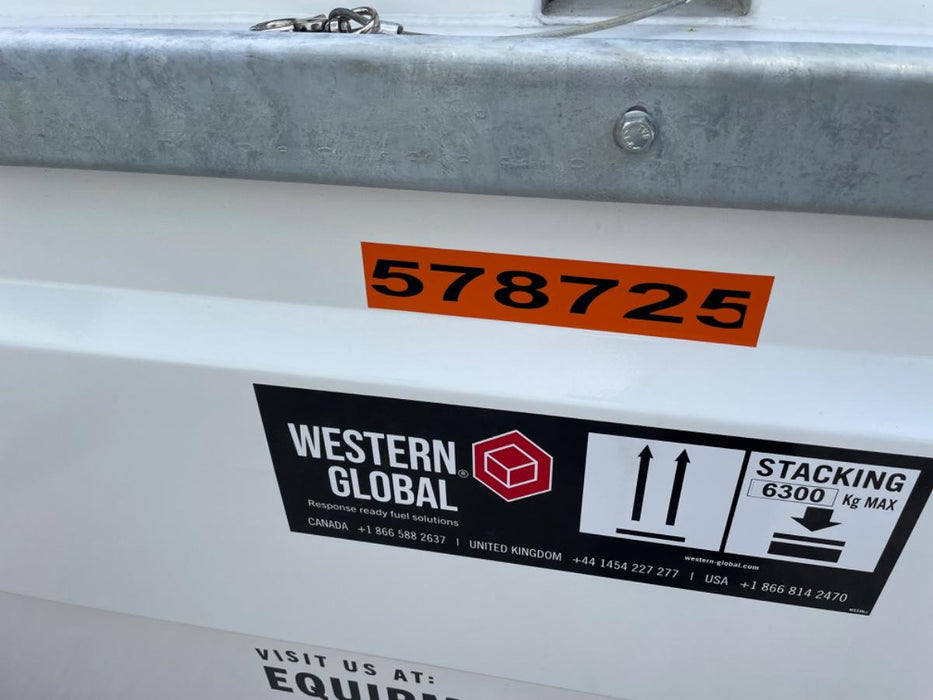 578725
WESTERN
GLOBAL®
Response ready fuel solutions
STACKING
6300 Kg MAX
western-global.com
CANADA +1 866 588 2637 | UNITED KINGDOM +44 1454 227 277 | USA +1 866 814 2470
VISIT US AT: